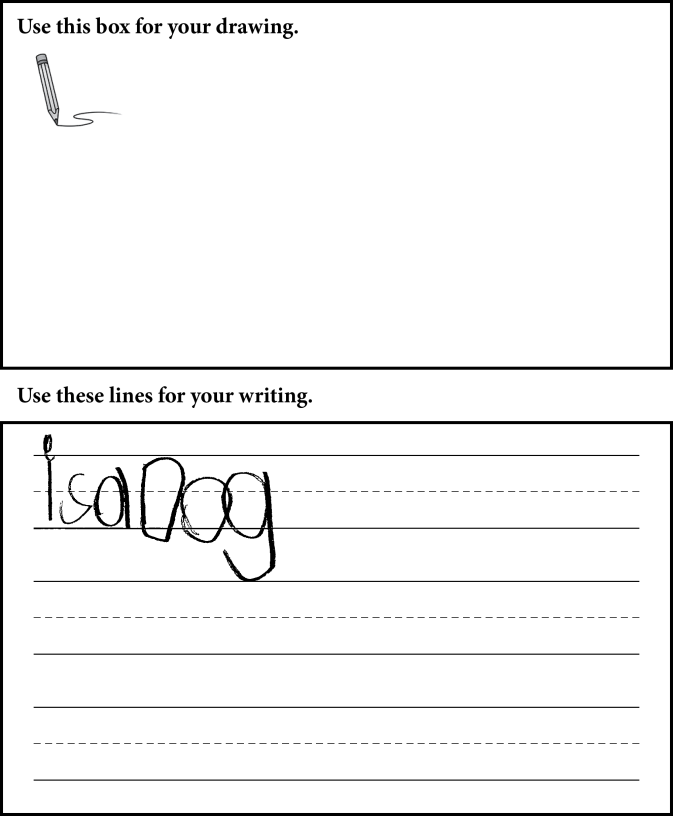 Use this box for your drawing.
Use these lines for your writing.
isaDog